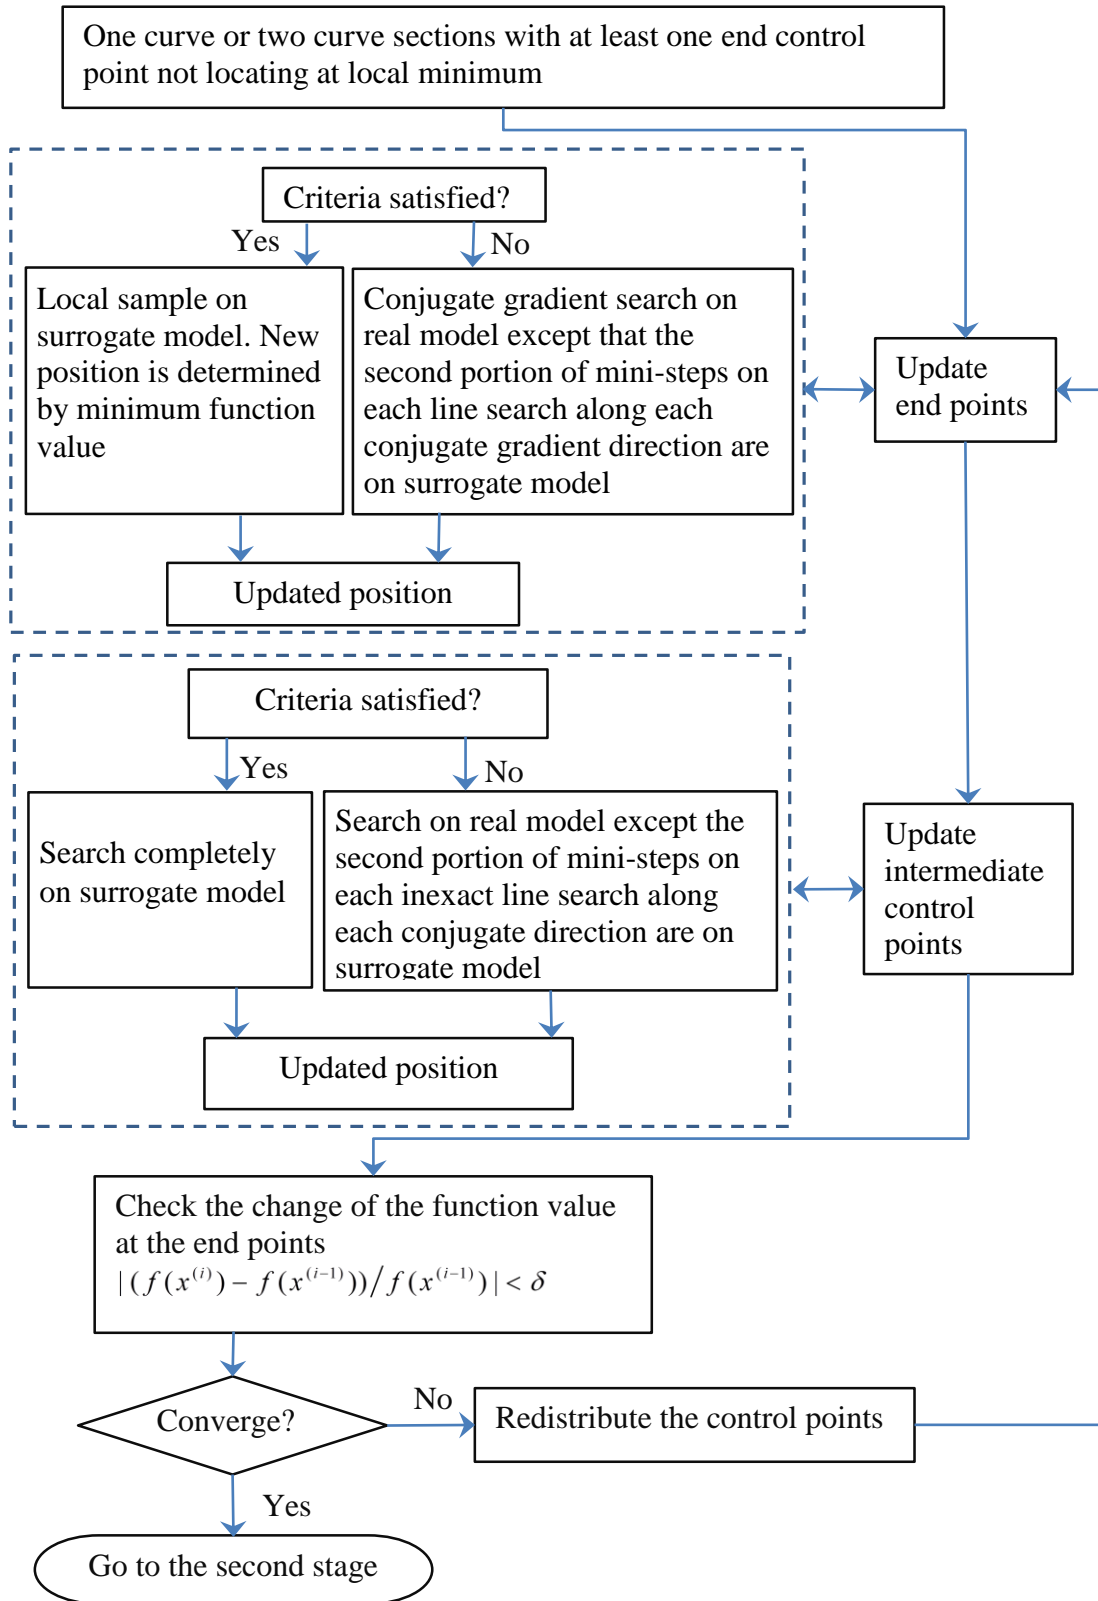 One curve or two curve sections with at least one end control
point not locating at local minimum
Criteria satisfied?
Yes
No
Local sample on
surrogate model. New
position is determined
by minimum function
value
Conjugate gradient search on
real model except that the
second portion of mini-steps on
each line search along each
conjugate gradient direction are
on surrogate model
Update
end points
Updated position
Criteria satisfied?
Yes
No
Search completely
on surrogate model
Search on real model except the
second portion of mini-steps on
each inexact line search along
each conjugate direction are on
surrogate model
Update
intermediate
control
points
Updated position
Check the change of the function value
at the end points
| (f(x^{(i)}) − f(x^{(i−1)}))/f(x^{(i−1)}) | < δ
Converge?
No
Redistribute the control points
Yes
Go to the second stage